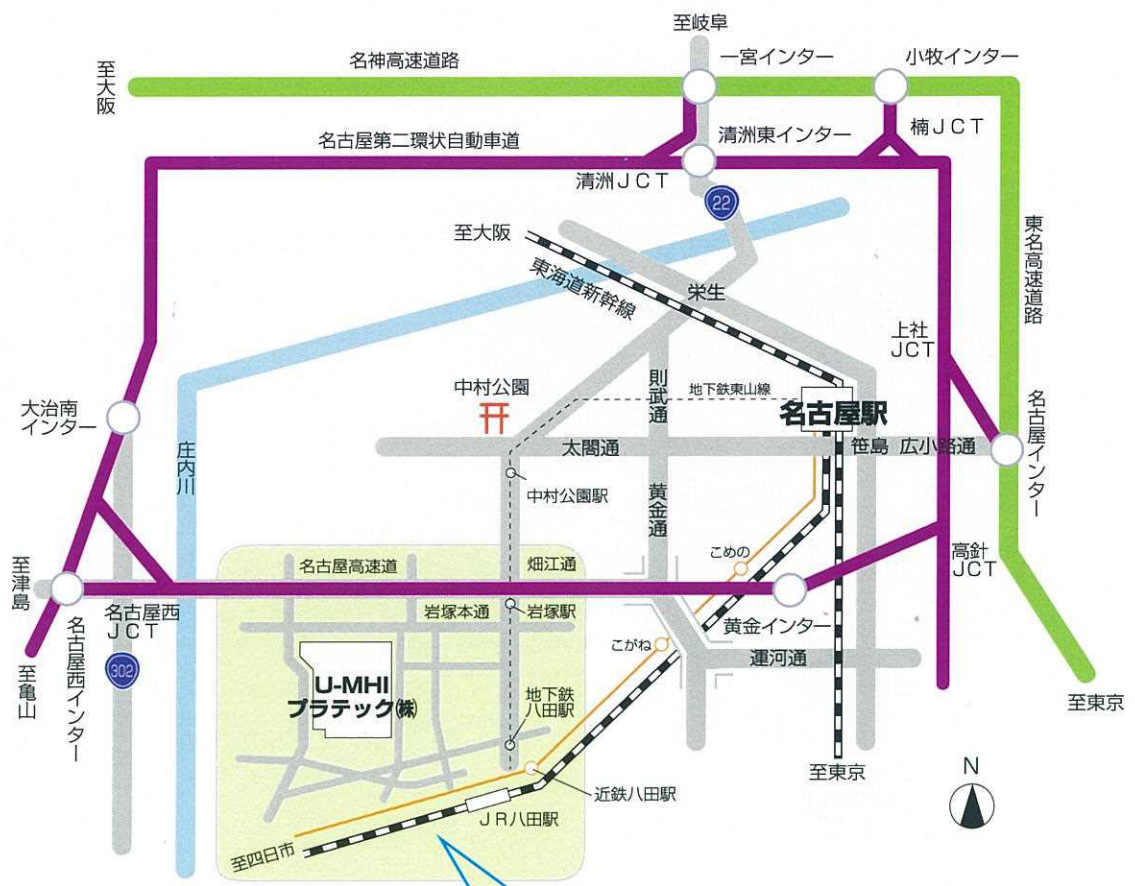 至岐阜
名神高速道路
一宮インター
小牧インター
至大阪
名古屋第二環状自動車道
清洲東インター
楠JCT
清洲JCT
22
至大阪
東海道新幹線
栄生
東名高速道路
上社
JCT
中村公園
則武通
地下鉄東山線
名古屋駅
大治南
インター
庄内川
太閤通
笹島
広小路通
名古屋インター
中村公園駅
黄金通
こめの
高針
JCT
至津島
名古屋高速道
畑江通
名古屋西
JCT
岩塚本通
岩塚駅
黄金インター
名古屋西インター
至亀山
302
こがね
運河通
U-MHI
プラテック㈱
地下鉄
八田駅
至東京
至東京
近鉄八田駅
JR八田駅
至四日市
N